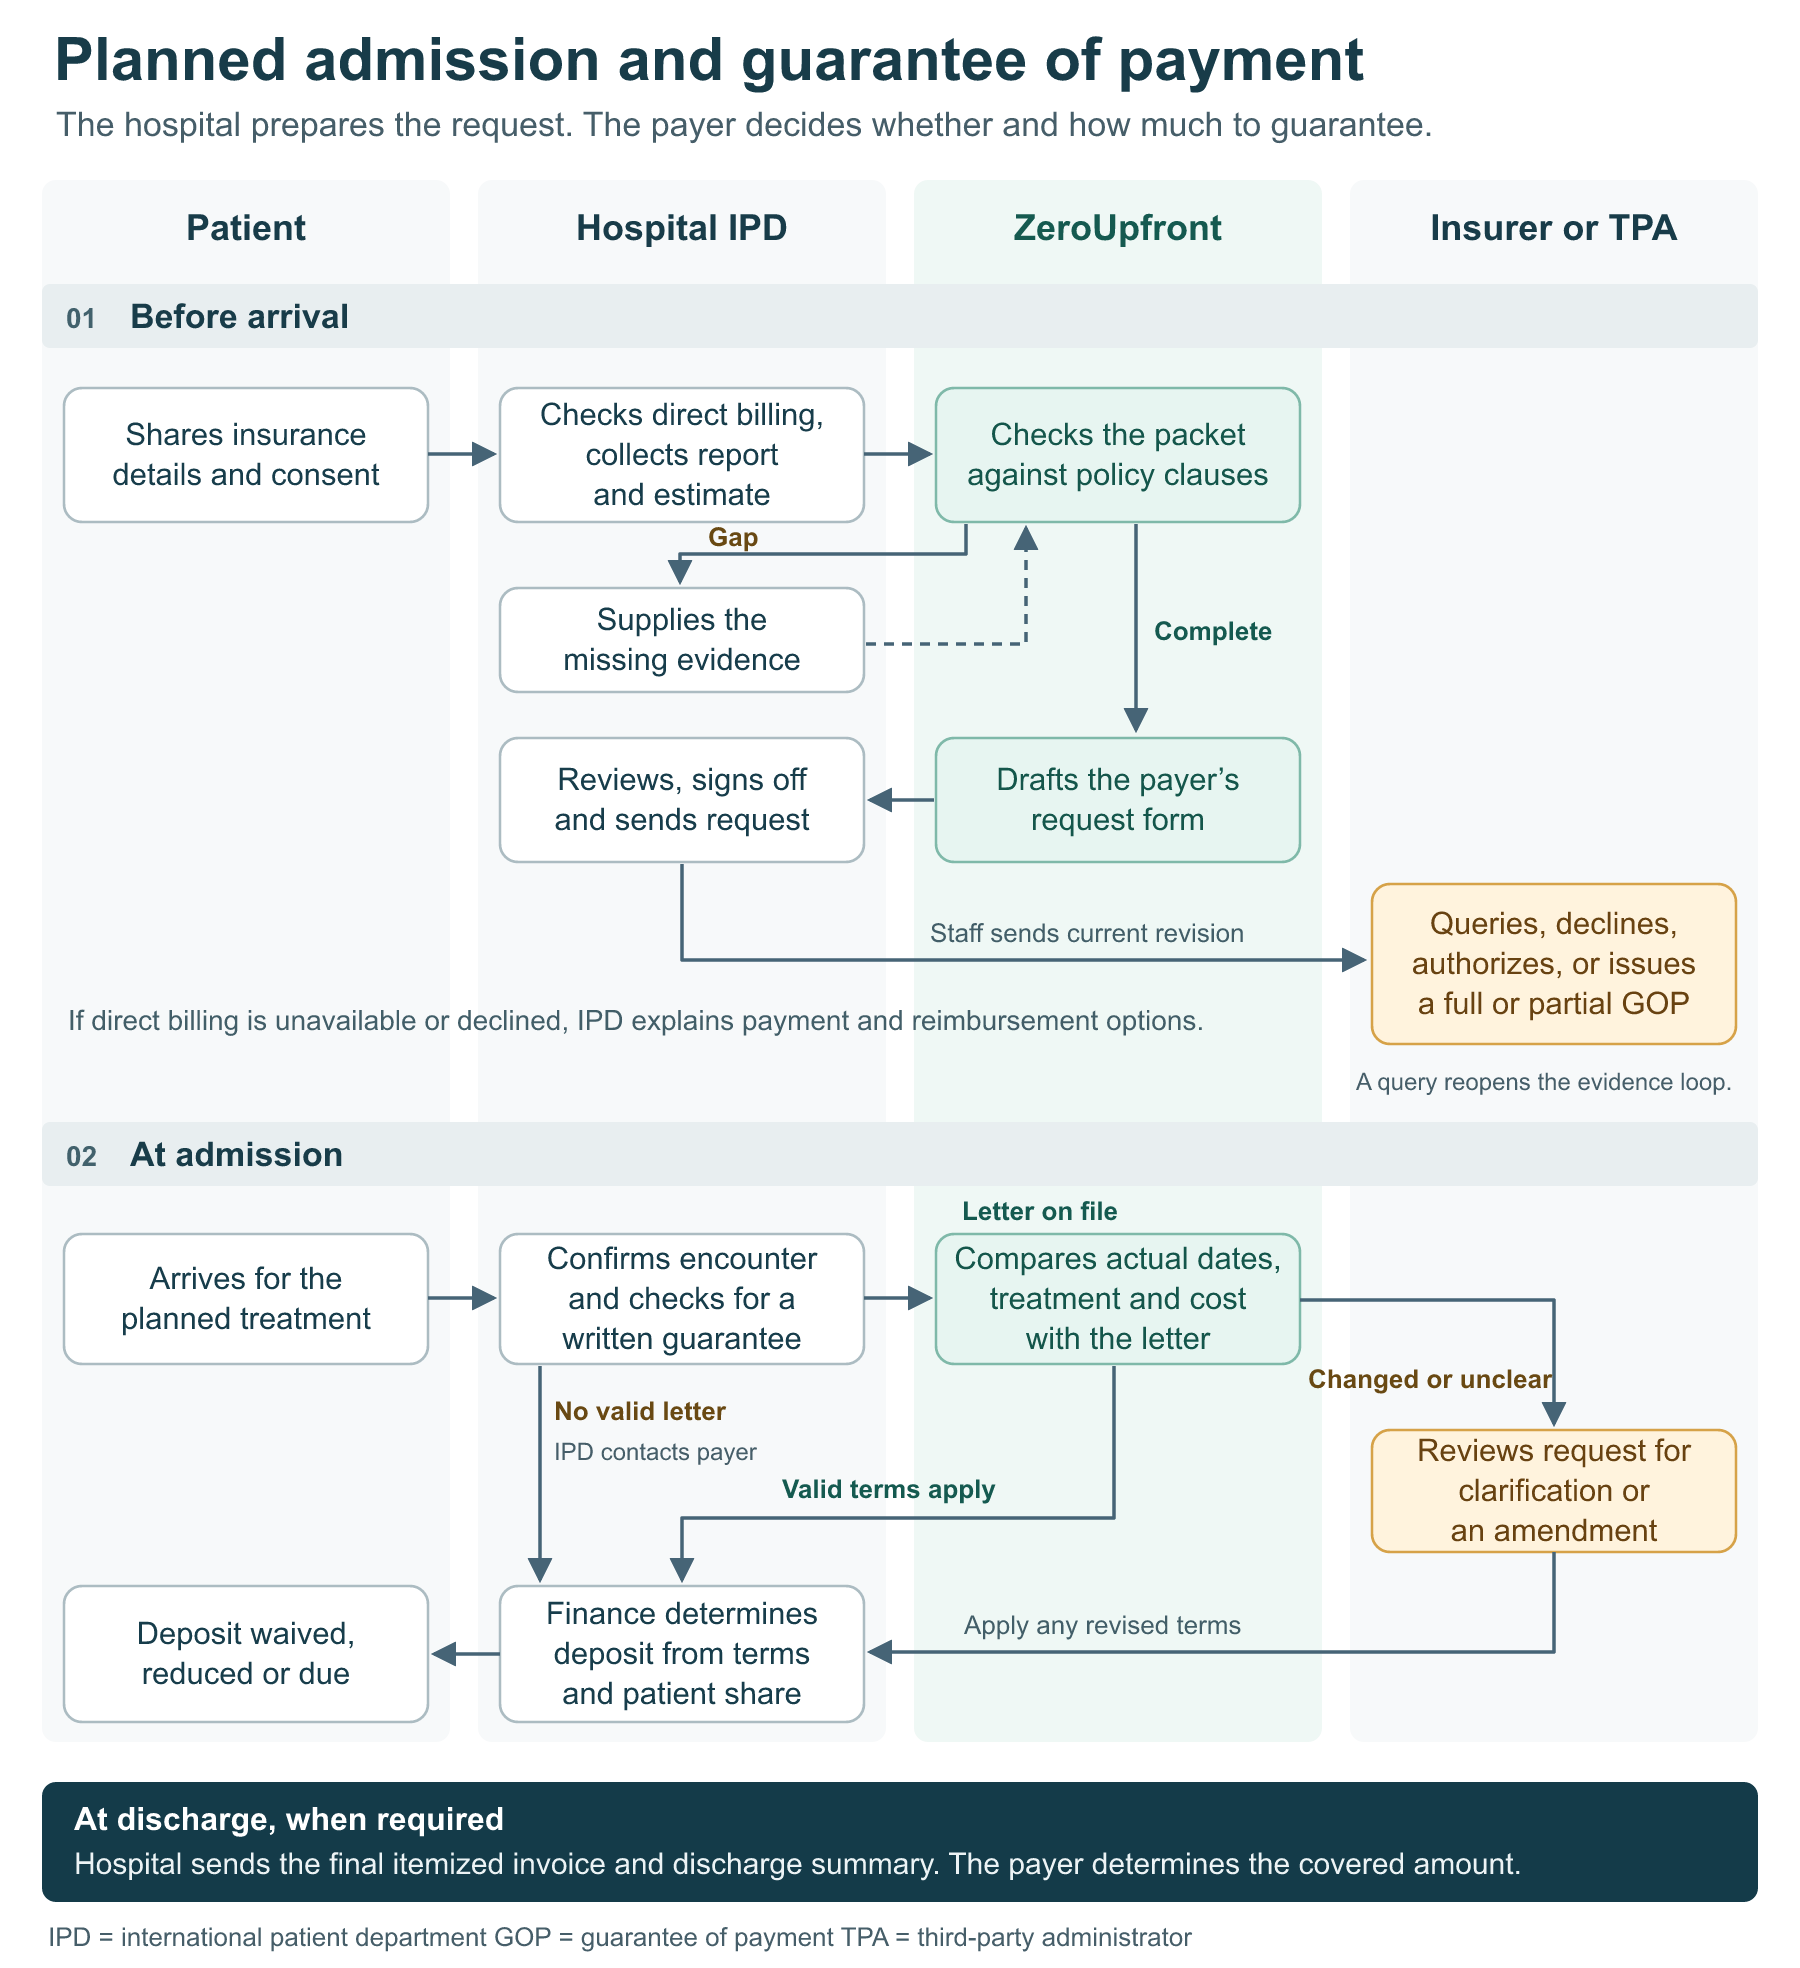 Planned admission and guarantee of payment
The hospital prepares the request. The payer decides whether and how much to guarantee.
Patient
Hospital IPD
ZeroUpfront
Insurer or TPA
01 Before arrival
Shares insurance
details and consent
Checks direct billing,
collects report
and estimate
Checks the packet
against policy clauses
Gap
Supplies the
missing evidence
Complete
Reviews, signs off
and sends request
Drafts the payer’s
request form
Staff sends current revision
Queries, declines,
authorizes, or issues
a full or partial GOP
If direct billing is unavailable or declined, IPD explains payment and reimbursement options.
A query reopens the evidence loop.
02 At admission
Letter on file
Arrives for the
planned treatment
Confirms encounter
and checks for a
written guarantee
Compares actual dates,
treatment and cost
with the letter
Changed or unclear
No valid letter
IPD contacts payer
Valid terms apply
Reviews request for
clarification or
an amendment
Deposit waived,
reduced or due
Finance determines
deposit from terms
and patient share
Apply any revised terms
At discharge, when required
Hospital sends the final itemized invoice and discharge summary. The payer determines the covered amount.
IPD = international patient department GOP = guarantee of payment TPA = third-party administrator